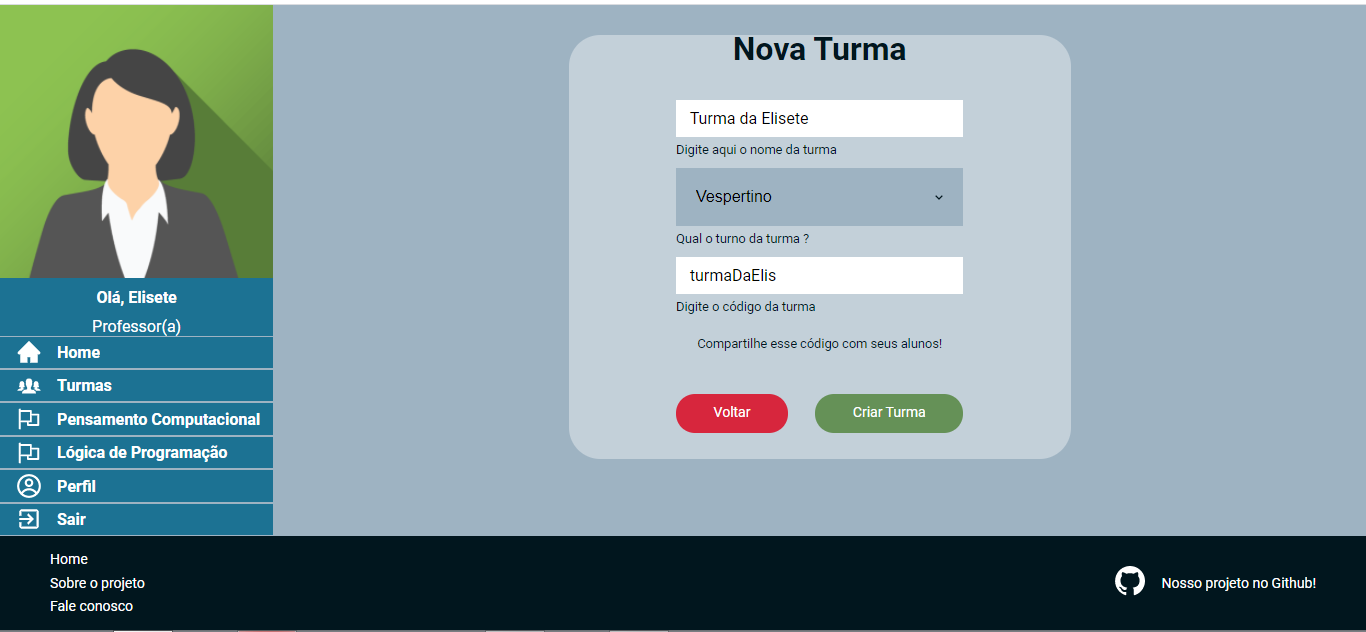 Nova Turma
Turma da Elisete
Digite aqui o nome da turma
Vespertino
Qual o turno da turma ?
turmaDaElis
Digite o código da turma
Compartilhe esse código com seus alunos!
Voltar
Criar Turma
Olá, Elisete
Professor(a)
Home
Turmas
Pensamento Computacional
Lógica de Programação
Perfil
Sair
Home
Sobre o projeto
Fale conosco
Nosso projeto no Github!